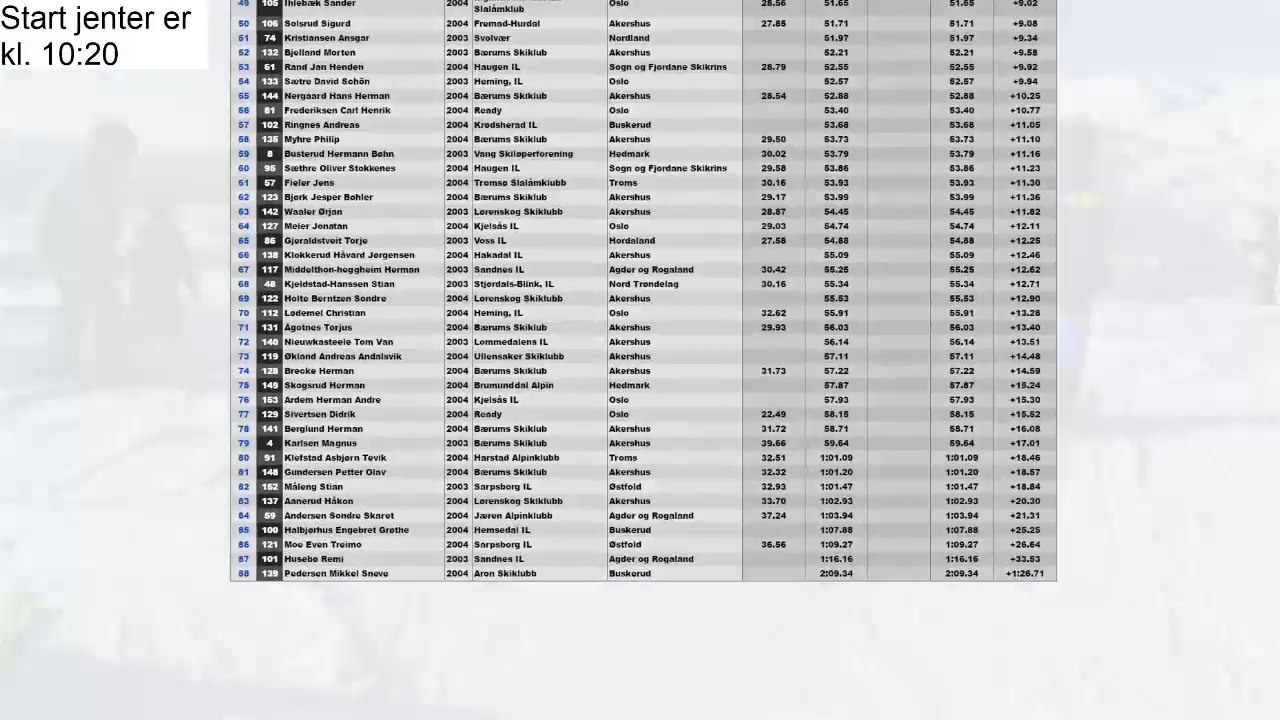 Start jenter er
kl. 10:20
49 105 Ihlebæk Sander 2004 Slalåmklub Oslo 28.56 51.65 51.65 +9.02
50 106 Solsrud Sigurd 2004 Fremad-Hurdal Akershus 27.85 51.71 51.71 +9.08
51 74 Kristiansen Ansgar 2003 Svolvær Nordland 51.97 51.97 +9.34
52 132 Bjelland Morten 2004 Bærums Skiklub Akershus 52.21 52.21 +9.58
53 61 Rand Jan Henden 2004 Haugen IL Sogn og Fjordane Skikrins 28.79 52.55 52.55 +9.92
54 133 Sætre David Schön 2003 Heming, IL Oslo 52.57 52.57 +9.94
55 144 Nergaard Hans Herman 2004 Bærums Skiklub Akershus 28.54 52.88 52.88 +10.25
56 81 Frederiksen Carl Henrik 2004 Ready Oslo 53.40 53.40 +10.77
57 102 Ringnes Andreas 2004 Krødsherad IL Buskerud 53.68 53.68 +11.05
58 135 Myhre Philip 2004 Bærums Skiklub Akershus 29.50 53.73 53.73 +11.10
59 8 Busterud Hermann Bøhn 2003 Vang Skiløperforening Hedmark 30.02 53.79 53.79 +11.16
60 95 Sæthre Oliver Stokkenes 2004 Haugen IL Sogn og Fjordane Skikrins 29.58 53.86 53.86 +11.23
61 57 Fieler Jens 2004 Tromsø Slalåmklubb Troms 30.16 53.93 53.93 +11.30
62 123 Bjørk Jesper Bøhler 2004 Bærums Skiklub Akershus 29.17 53.99 53.99 +11.36
63 142 Waaler Ørjan 2003 Lørenskog Skiklubb Akershus 28.87 54.45 54.45 +11.82
64 127 Meier Jonatan 2004 Kjelsås IL Oslo 29.03 54.74 54.74 +12.11
65 86 Gjeraldstveit Torje 2003 Voss IL Hordaland 27.58 54.88 54.88 +12.25
66 138 Klokkerud Håvard Jørgensen 2004 Hakadal IL Akershus 55.09 55.09 +12.46
67 117 Middelthon-heggheim Herman 2003 Sandnes IL Agder og Rogaland 30.42 55.25 55.25 +12.62
68 48 Kjeldstad-Hanssen Stian 2003 Stjørdals-Blink, IL Nord Trøndelag 30.16 55.34 55.34 +12.71
69 122 Holte Berntzen Sondre 2004 Lørenskog Skiklubb Akershus 55.53 55.53 +12.90
70 112 Lødemel Christian 2004 Heming, IL Oslo 32.62 55.91 55.91 +13.28
71 131 Ågotnes Torjus 2004 Bærums Skiklub Akershus 29.93 56.03 56.03 +13.40
72 140 Nieuwkasteele Tom Van 2003 Lommedalens IL Akershus 56.14 56.14 +13.51
73 119 Økland Andreas Andalsvik 2004 Ullensaker Skiklubb Akershus 57.11 57.11 +14.48
74 128 Brecke Herman 2004 Bærums Skiklub Akershus 31.73 57.22 57.22 +14.59
75 149 Skogsrud Herman 2004 Brumunddal Alpin Hedmark 57.87 57.87 +15.24
76 153 Ardem Herman Andre 2004 Kjelsås IL Oslo 57.93 57.93 +15.30
77 129 Sivertsen Didrik 2004 Ready Oslo 22.49 58.15 58.15 +15.52
78 141 Berglund Herman 2004 Bærums Skiklub Akershus 31.72 58.71 58.71 +16.08
79 4 Karlsen Magnus 2003 Bærums Skiklub Akershus 39.66 59.64 59.64 +17.01
80 91 Klefstad Asbjørn Tevik 2004 Harstad Alpinklubb Troms 32.51 1:01.09 1:01.09 +18.46
81 148 Gundersen Petter Olav 2004 Bærums Skiklub Akershus 32.32 1:01.20 1:01.20 +18.57
82 152 Måleng Stian 2003 Sarpsborg IL Østfold 32.93 1:01.47 1:01.47 +18.84
83 137 Aanerud Håkon 2004 Lørenskog Skiklubb Akershus 33.70 1:02.93 1:02.93 +20.30
84 59 Andersen Sondre Skaret 2004 Jæren Alpinklubb Agder og Rogaland 37.24 1:03.94 1:03.94 +21.31
85 100 Halbjørhus Engebret Grøthe 2004 Hemsedal IL Buskerud 1:07.88 1:07.88 +25.25
86 121 Moe Even Treimo 2004 Sarpsborg IL Østfold 36.56 1:09.27 1:09.27 +26.64
87 101 Husebø Remi 2003 Sandnes IL Agder og Rogaland 1:16.16 1:16.16 +33.53
88 139 Pedersen Mikkel Sneve 2004 Aron Skiklubb Buskerud 2:09.34 2:09.34 +1:26.71